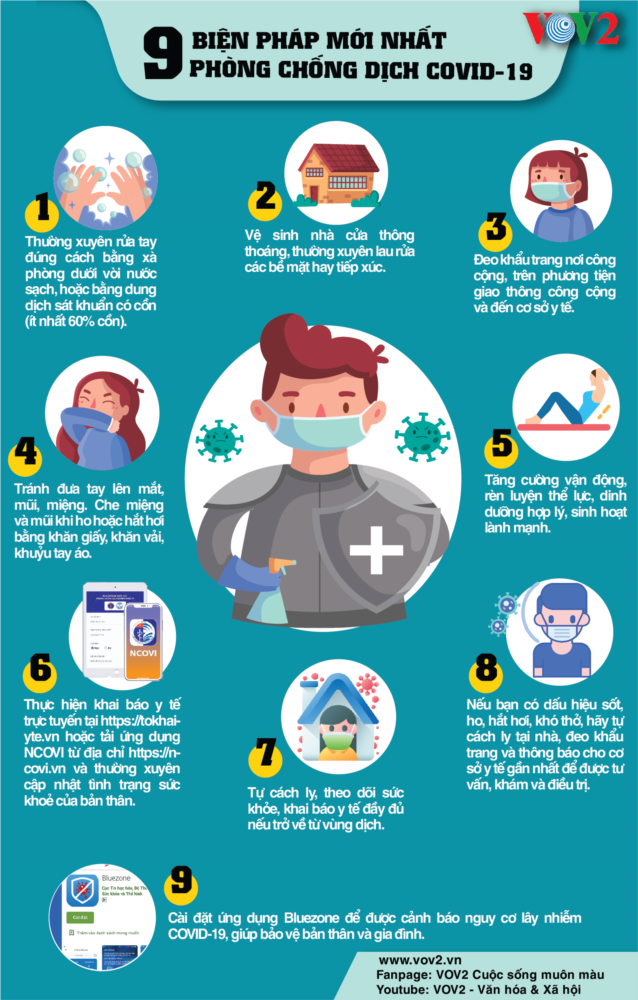 VOV2
9 BIỆN PHÁP MỚI NHẤT
PHÒNG CHỐNG DỊCH COVID-19
1
Thường xuyên rửa tay
đúng cách bằng xà
phòng dưới vòi nước
sạch, hoặc bằng dung
dịch sát khuẩn có cồn
(ít nhất 60% cồn).
2
Vệ sinh nhà cửa thông
thoáng, thường xuyên lau rửa
các bề mặt hay tiếp xúc.
3
Đeo khẩu trang nơi công
cộng, trên phương tiện
giao thông công cộng
và đến cơ sở y tế.
4
Tránh đưa tay lên mắt,
mũi, miệng. Che miệng
và mũi khi ho hoặc hắt hơi
bằng khăn giấy, khăn vải,
khuỷu tay áo.
5
Tăng cường vận động,
rèn luyện thể lực, dinh
dưỡng hợp lý, sinh hoạt
lành mạnh.
NCOVI
6
Thực hiện khai báo y tế
trực tuyến tại https://tokhai-
yte.vn hoặc tải ứng dụng
NCOVI từ địa chỉ https://n-
covi.vn và thường xuyên
cập nhật tình trạng sức
khoẻ của bản thân.
7
Tự cách ly, theo dõi sức
khỏe, khai báo y tế đầy đủ
nếu trở về từ vùng dịch.
8
Nếu bạn có dấu hiệu sốt,
ho, hắt hơi, khó thở, hãy tự
cách ly tại nhà, đeo khẩu
trang và thông báo cho cơ
sở y tế gần nhất để được tư
vấn, khám và điều trị.
Bluezone
Cục Tin học hóa, Bộ Th
Sức khỏe và Thể hình
9
Cài đặt ứng dụng Bluezone để được cảnh báo nguy cơ lây nhiễm
COVID-19, giúp bảo vệ bản thân và gia đình.
www.vov2.vn
Fanpage: VOV2 Cuộc sống muôn màu
Youtube: VOV2 - Văn hóa & Xã hội